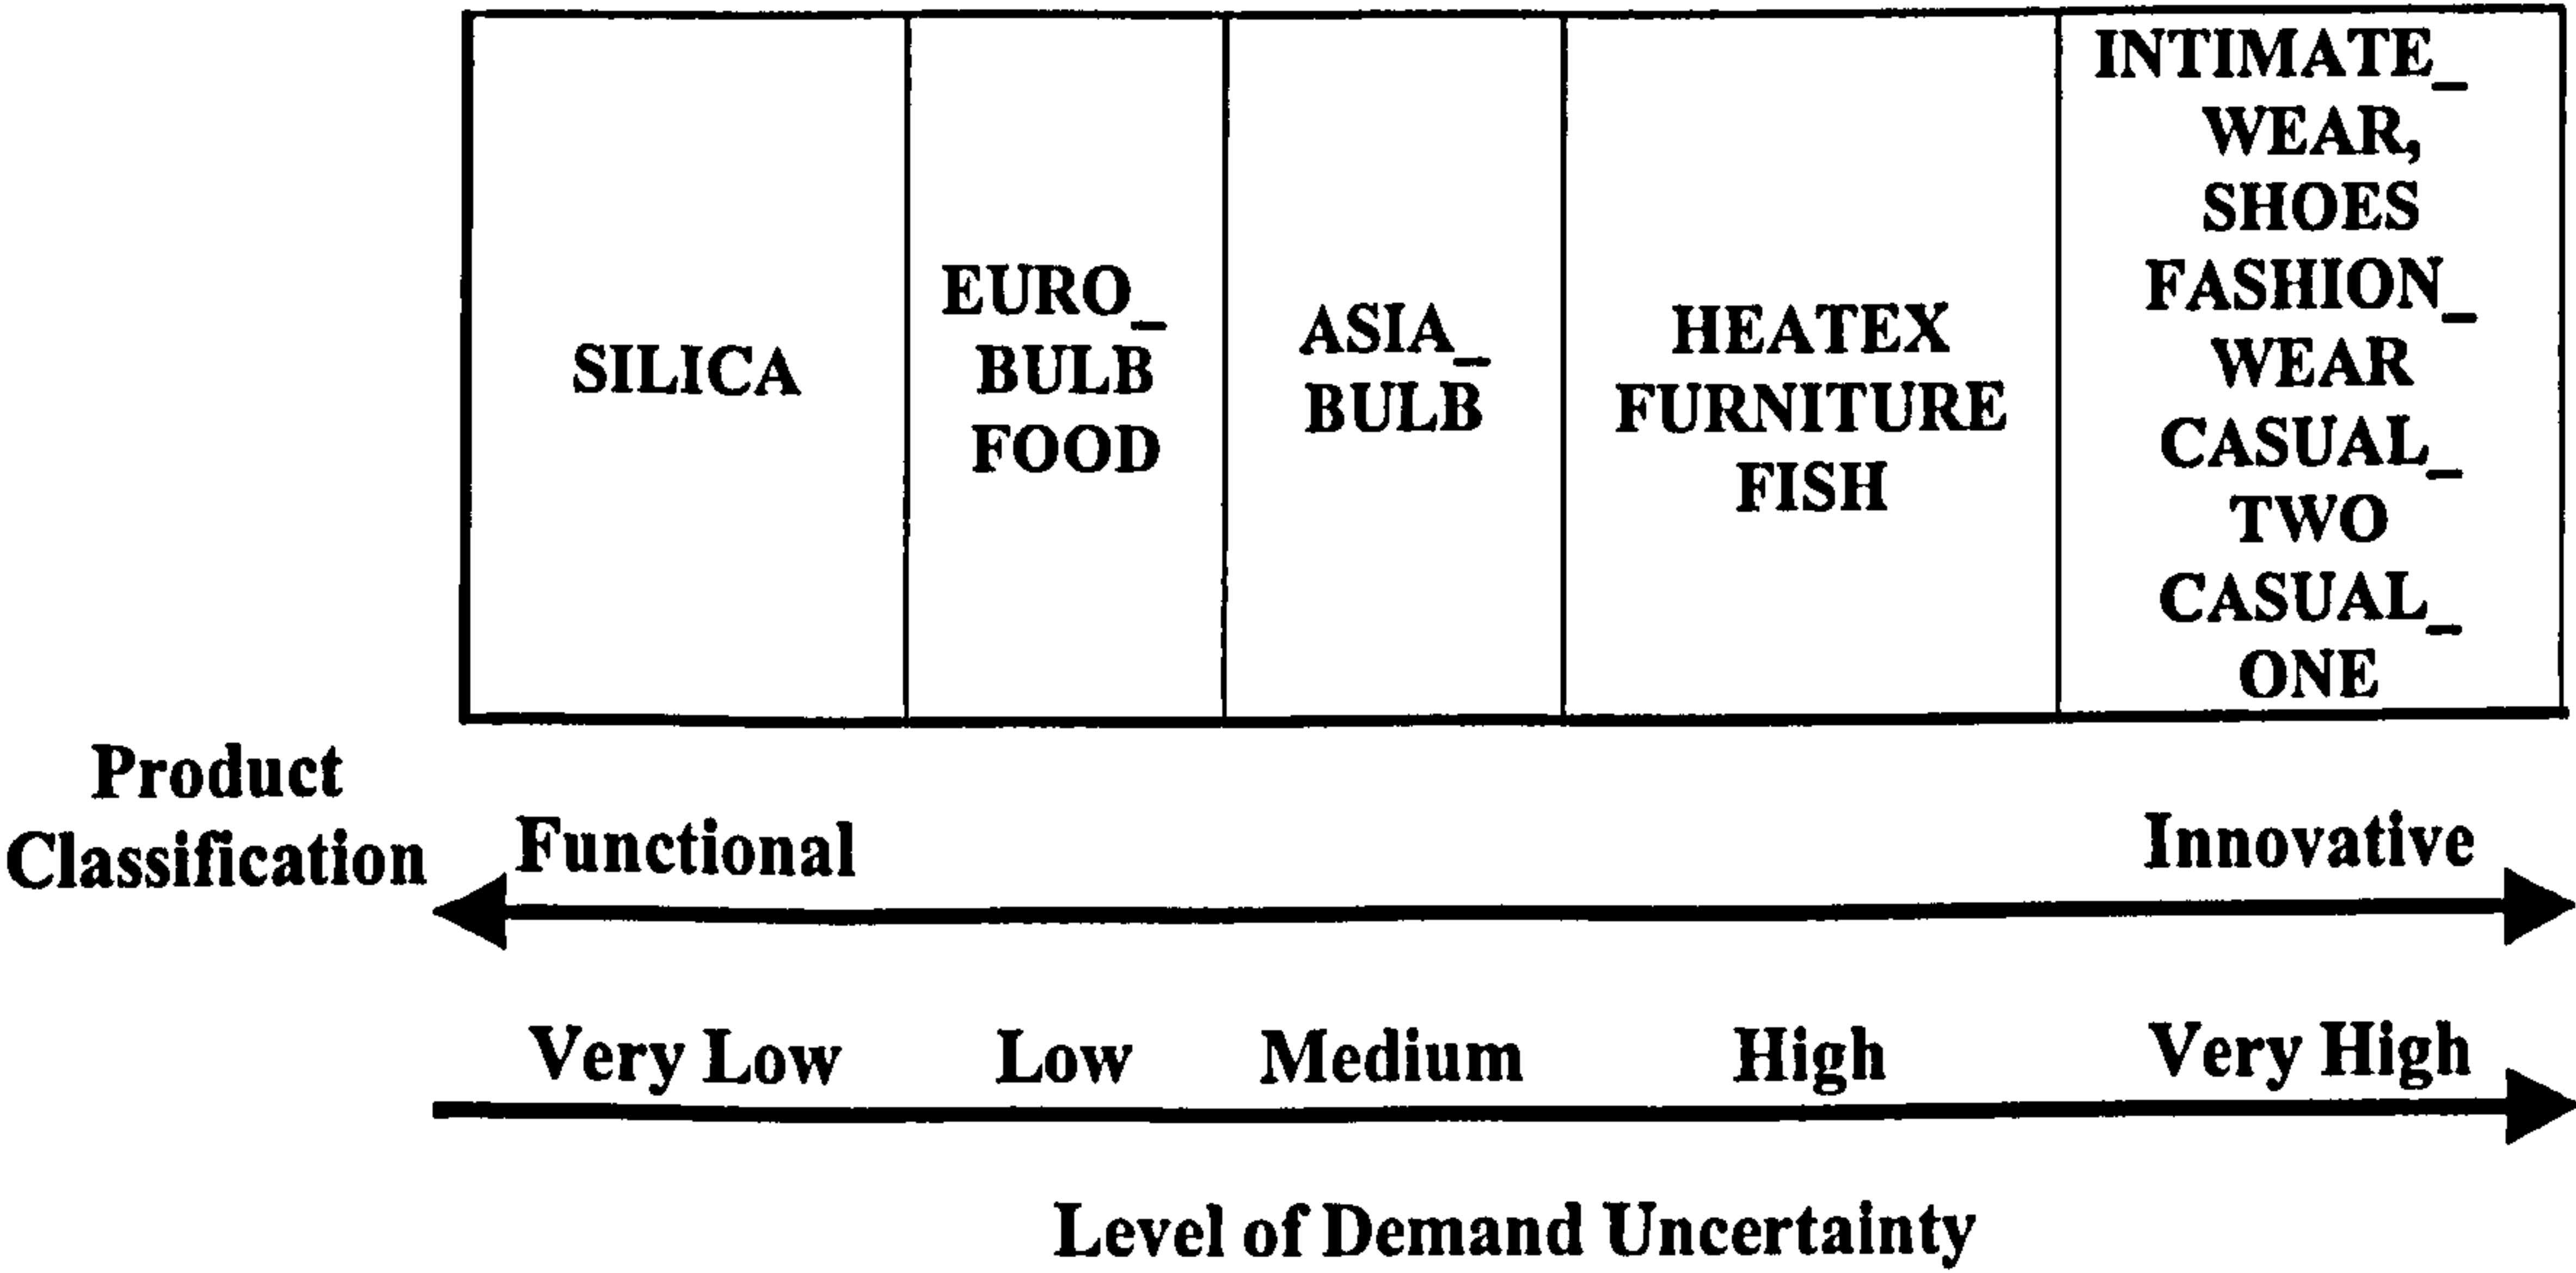 SILICA
EURO_
BULB
FOOD
ASIA_
BULB
HEATEX
FURNITURE
FISH
INTIMATE_
WEAR,
SHOES
FASHION_
WEAR
CASUAL_
TWO
CASUAL_
ONE
Product
Classification
Functional
Innovative
Very Low
Low
Medium
High
Very High
Level of Demand Uncertainty